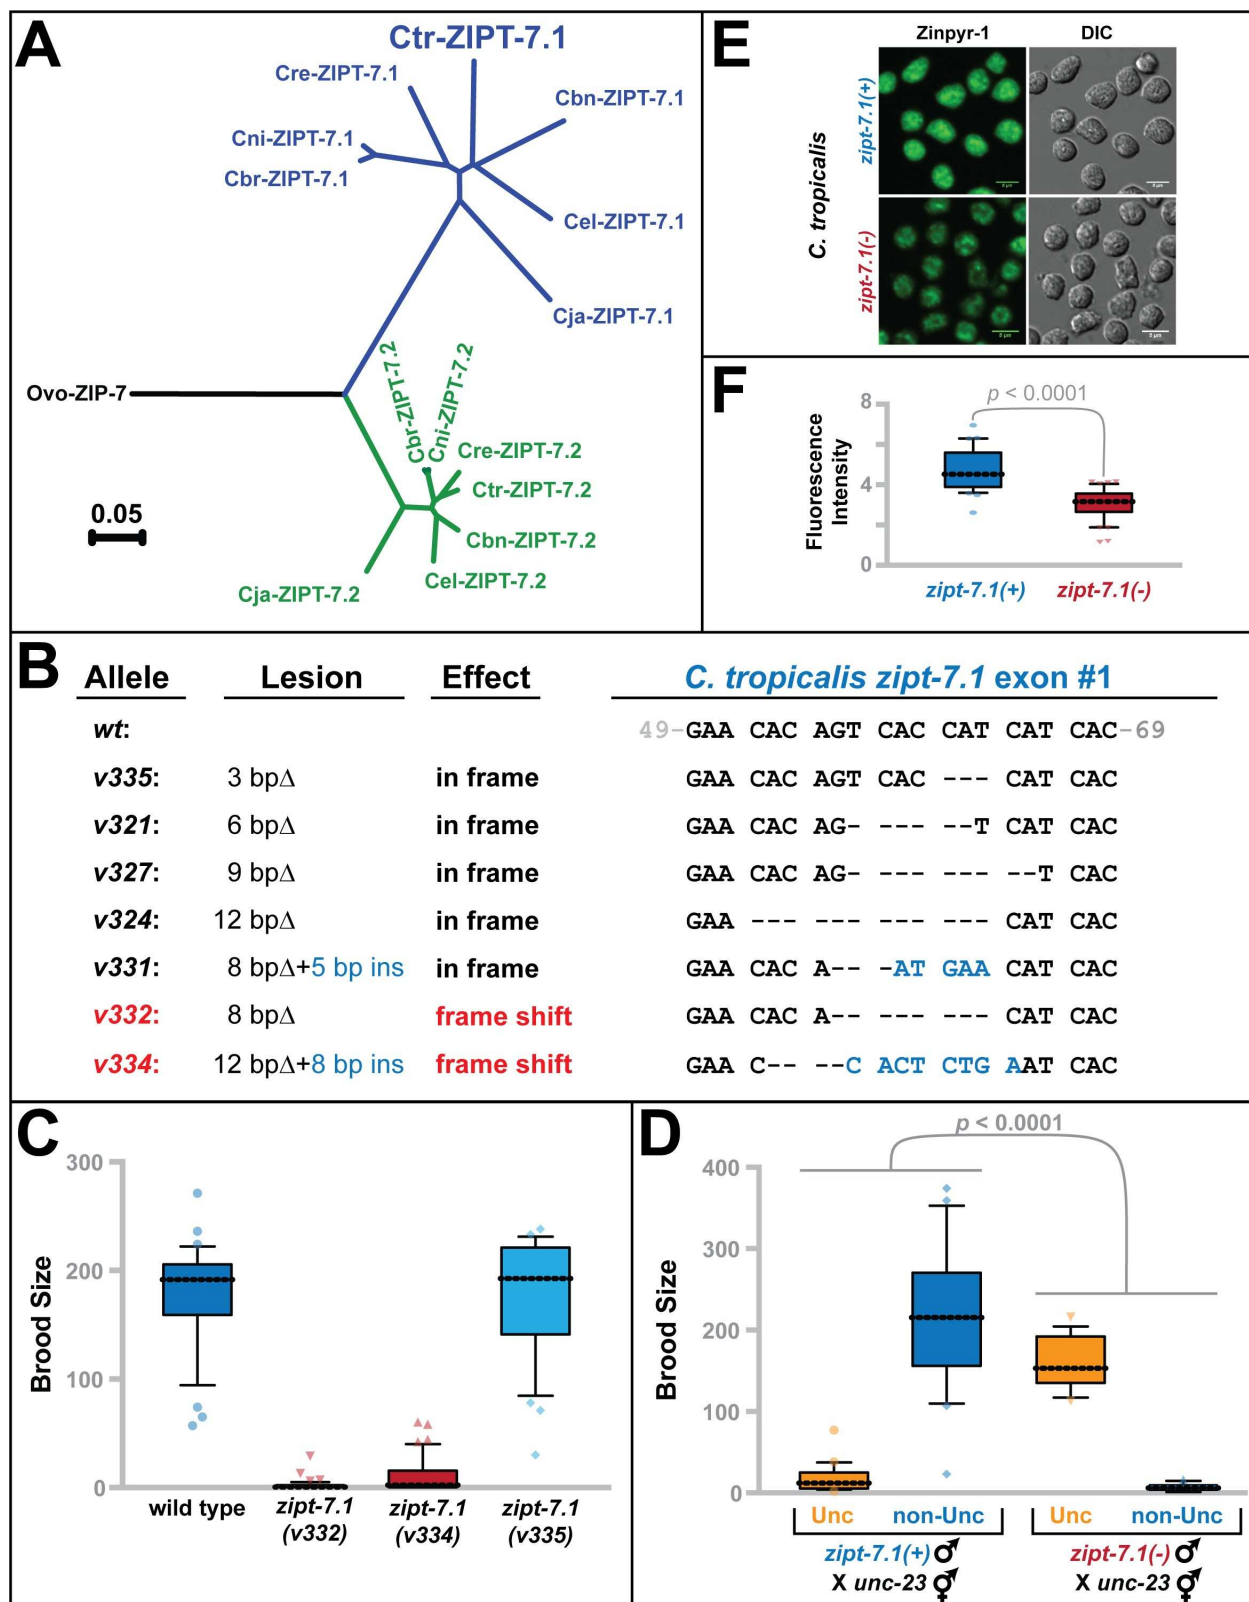 A
Ctr-ZIPT-7.1
Cre-ZIPT-7.1
Cbn-ZIPT-7.1
Cni-ZIPT-7.1
Cbr-ZIPT-7.1
Cel-ZIPT-7.1
Cja-ZIPT-7.1
Ovo-ZIP-7
Cbr-ZIPT-7.2
Cni-ZIPT-7.2
Cre-ZIPT-7.2
Ctr-ZIPT-7.2
Cbn-ZIPT-7.2
Cel-ZIPT-7.2
Cja-ZIPT-7.2
0.05
E
Zinpyr-1 DIC
C. tropicalis
zipt-7.1(+)
zipt-7.1(-)
5 µm 5 µm
5 µm 5 µm
F
p < 0.0001
Fluorescence
Intensity
8
4
0
zipt-7.1(+) zipt-7.1(-)
B
Allele Lesion Effect C. tropicalis zipt-7.1 exon #1
wt: 49-GAA CAC AGT CAC CAT CAT CAC-69
v335: 3 bpΔ in frame GAA CAC AGT CAC --- CAT CAC
v321: 6 bpΔ in frame GAA CAC AG- --- --T CAT CAC
v327: 9 bpΔ in frame GAA CAC AG- --- --- --T CAC
v324: 12 bpΔ in frame GAA --- --- --- --- CAT CAC
v331: 8 bpΔ+5 bp ins in frame GAA CAC A-- -AT GAA CAT CAC
v332: 8 bpΔ frame shift GAA CAC A-- --- --- CAT CAC
v334: 12 bpΔ+8 bp ins frame shift GAA C-- --C ACT CTG AAT CAC
C
Brood Size
300
200
100
0
wild type zipt-7.1 zipt-7.1 zipt-7.1
(v332) (v334) (v335)
D
p < 0.0001
Brood Size
400
300
200
100
0
Unc non-Unc Unc non-Unc
zipt-7.1(+)♂ zipt-7.1(-) ♂
X unc-23 ⚥ X unc-23 ⚥